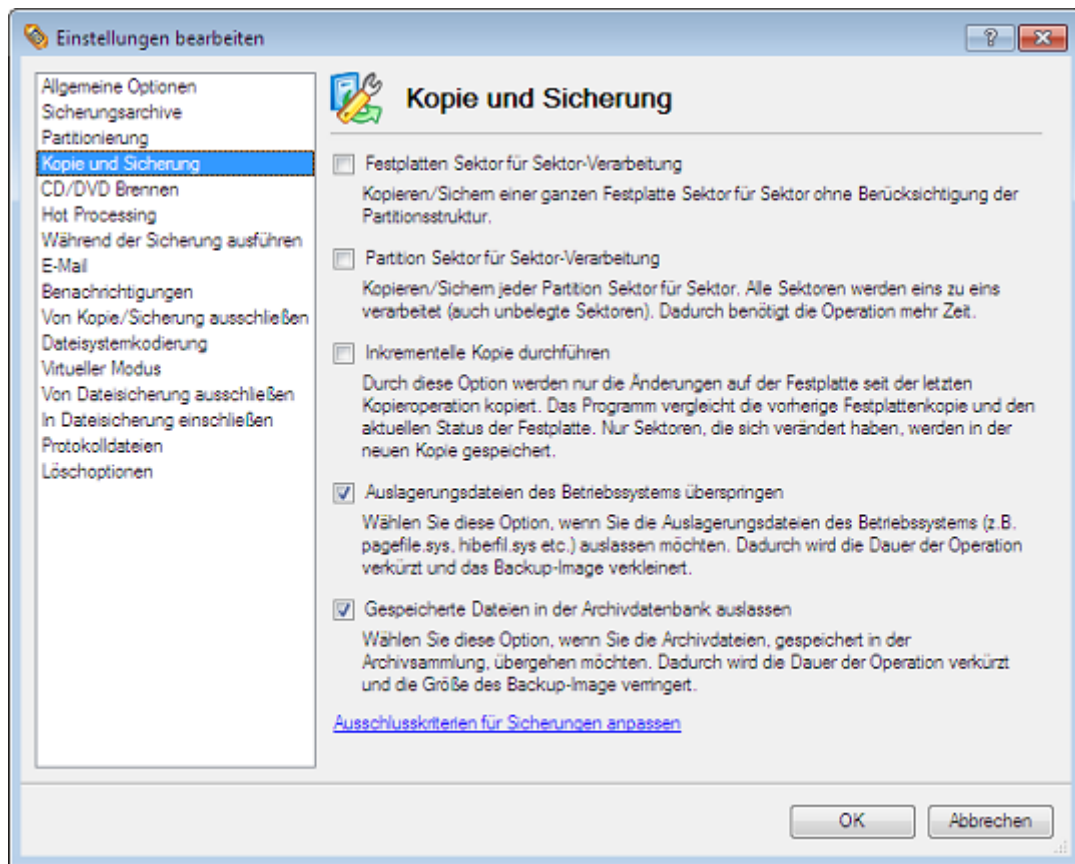 Einstellungen bearbeiten
Allgemeine Optionen
Sicherungsarchive
Partitionierung
Kopie und Sicherung
CD/DVD Brennen
Hot Processing
Während der Sicherung ausführen
E-Mail
Benachrichtigungen
Von Kopie/Sicherung ausschließen
Dateisystemkodierung
Virtueller Modus
Von Dateisicherung ausschließen
In Dateisicherung einschließen
Protokolldateien
Löschoptionen
Kopie und Sicherung
Festplatten Sektor für Sektor-Verarbeitung
Kopieren/Sichern einer ganzen Festplatte Sektor für Sektor ohne Berücksichtigung der
Partitionsstruktur.
Partition Sektor für Sektor-Verarbeitung
Kopieren/Sichern jeder Partition Sektor für Sektor. Alle Sektoren werden eins zu eins
verarbeitet (auch unbelegte Sektoren). Dadurch benötigt die Operation mehr Zeit.
Inkrementelle Kopie durchführen
Durch diese Option werden nur die Änderungen auf der Festplatte seit der letzten
Kopieroperation kopiert. Das Programm vergleicht die vorherige Festplattenkopie und den
aktuellen Status der Festplatte. Nur Sektoren, die sich verändert haben, werden in der
neuen Kopie gespeichert.
Auslagerungsdateien des Betriebssystems überspringen
Wählen Sie diese Option, wenn Sie die Auslagerungsdateien des Betriebssystems (z.B.
pagefile.sys, hiberfil.sys etc.) auslassen möchten. Dadurch wird die Dauer der Operation
verkürzt und das Backup-Image verkleinert.
Gespeicherte Dateien in der Archivdatenbank auslassen
Wählen Sie diese Option, wenn Sie die Archivdateien, gespeichert in der
Archivsammlung, übergehen möchten. Dadurch wird die Dauer der Operation verkürzt
und die Größe des Backup-Image verringert.
Ausschlusskriterien für Sicherungen anpassen
OK
Abbrechen